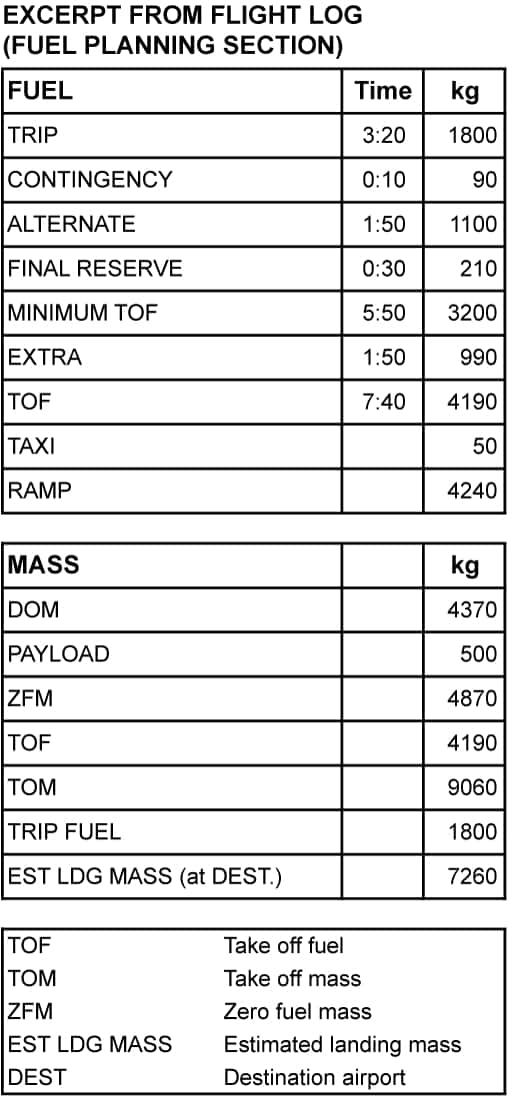 EXCERPT FROM FLIGHT LOG
(FUEL PLANNING SECTION)
FUEL Time kg
TRIP 3:20 1800
CONTINGENCY 0:10 90
ALTERNATE 1:50 1100
FINAL RESERVE 0:30 210
MINIMUM TOF 5:50 3200
EXTRA 1:50 990
TOF 7:40 4190
TAXI 50
RAMP 4240
MASS kg
DOM 4370
PAYLOAD 500
ZFM 4870
TOF 4190
TOM 9060
TRIP FUEL 1800
EST LDG MASS (at DEST.) 7260
TOF Take off fuel
TOM Take off mass
ZFM Zero fuel mass
EST LDG MASS Estimated landing mass
DEST Destination airport